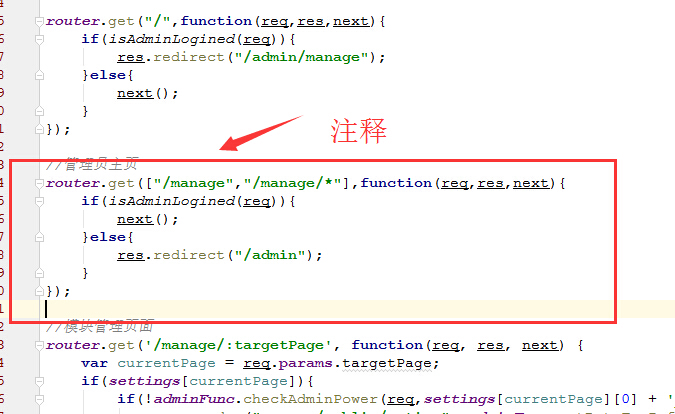 router.get("/",function(req,res,next){
if(isAdminLogined(req)){
res.redirect("/admin/manage");
}else{
next();
}
});
注释
//管理员主页
router.get(["/manage","/manage/*"],function(req,res,next){
if(isAdminLogined(req)){
next();
}else{
res.redirect("/admin");
}
});
//模块管理页面
router.get('/manage/:targetPage', function(req, res, next) {
var currentPage = req.params.targetPage;
if(settings[currentPage]){
if(!adminFunc.checkAdminPower(req,settings[currentPage][0] + '